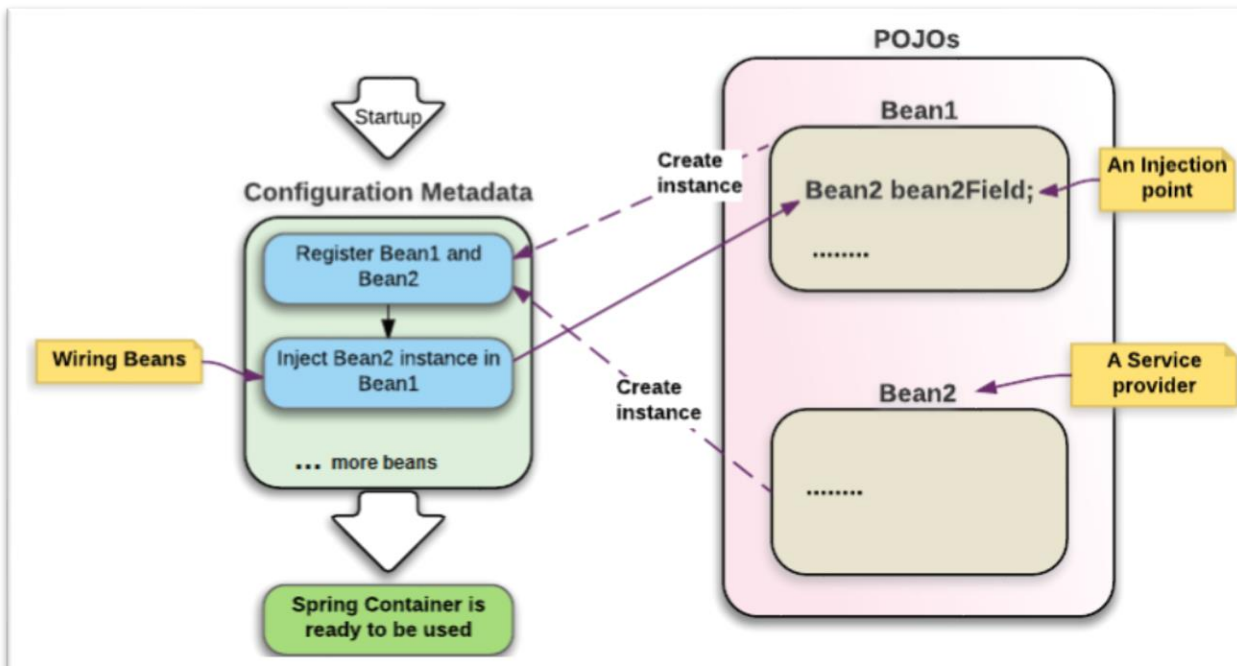 POJOs
Startup
Bean1
Create
instance
Bean2 bean2Field;
........
An Injection
point
Configuration Metadata
Register Bean1 and
Bean2
Wiring Beans
Inject Bean2 instance in
Bean1
... more beans
Create
instance
A Service
provider
Bean2
........
Spring Container is
ready to be used